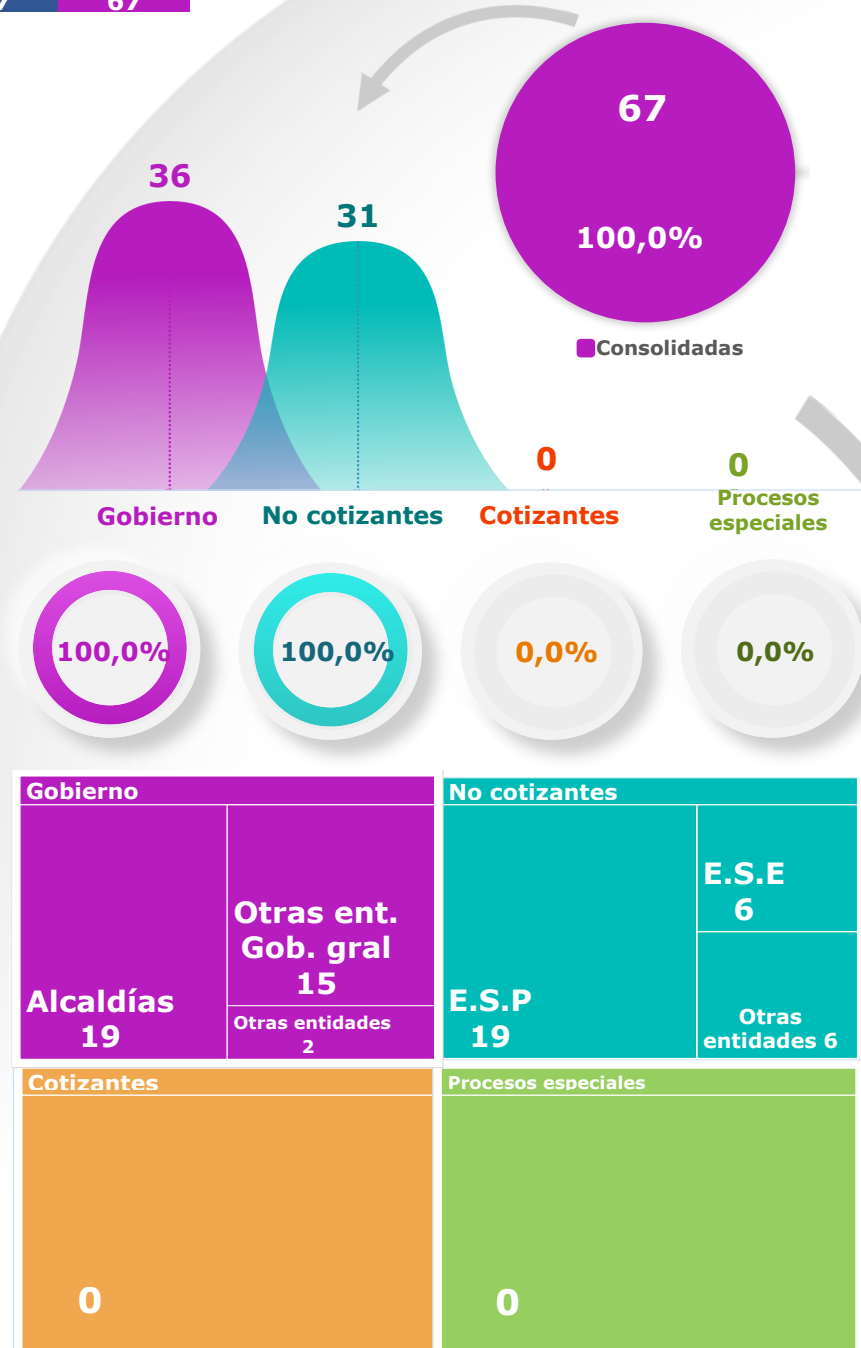 67
67
100,0%
Consolidadas
36
31
0
0
Gobierno
No cotizantes
Cotizantes
Procesos
especiales
100,0%
100,0%
0,0%
0,0%
Gobierno
Alcaldías
19
Otras ent.
Gob. gral
15
Otras entidades
2
No cotizantes
E.S.P
19
E.S.E
6
Otras
entidades 6
Cotizantes
0
Procesos especiales
0